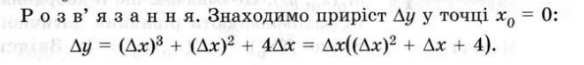 Р о з в’ я з а н н я. Знаходимо приріст Δy у точці x₀ = 0:
Δy = (Δx)³ + (Δx)² + 4Δx = Δx((Δx)² + Δx + 4).